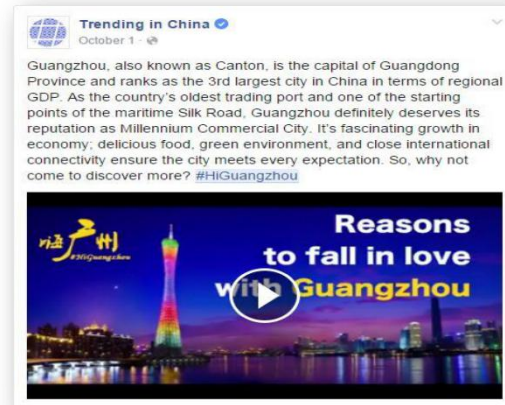 Trending in China
October 1
Guangzhou, also known as Canton, is the capital of Guangdong
Province and ranks as the 3rd largest city in China in terms of regional
GDP. As the country's oldest trading port and one of the starting
points of the maritime Silk Road, Guangzhou definitely deserves its
reputation as Millennium Commercial City. It's fascinating growth in
economy; delicious food, green environment, and close international
connectivity ensure the city meets every expectation. So, why not
come to discover more? #HiGuangzhou
Reasons
to fall in love
with Guangzhou
广州
#HiGuangzhou